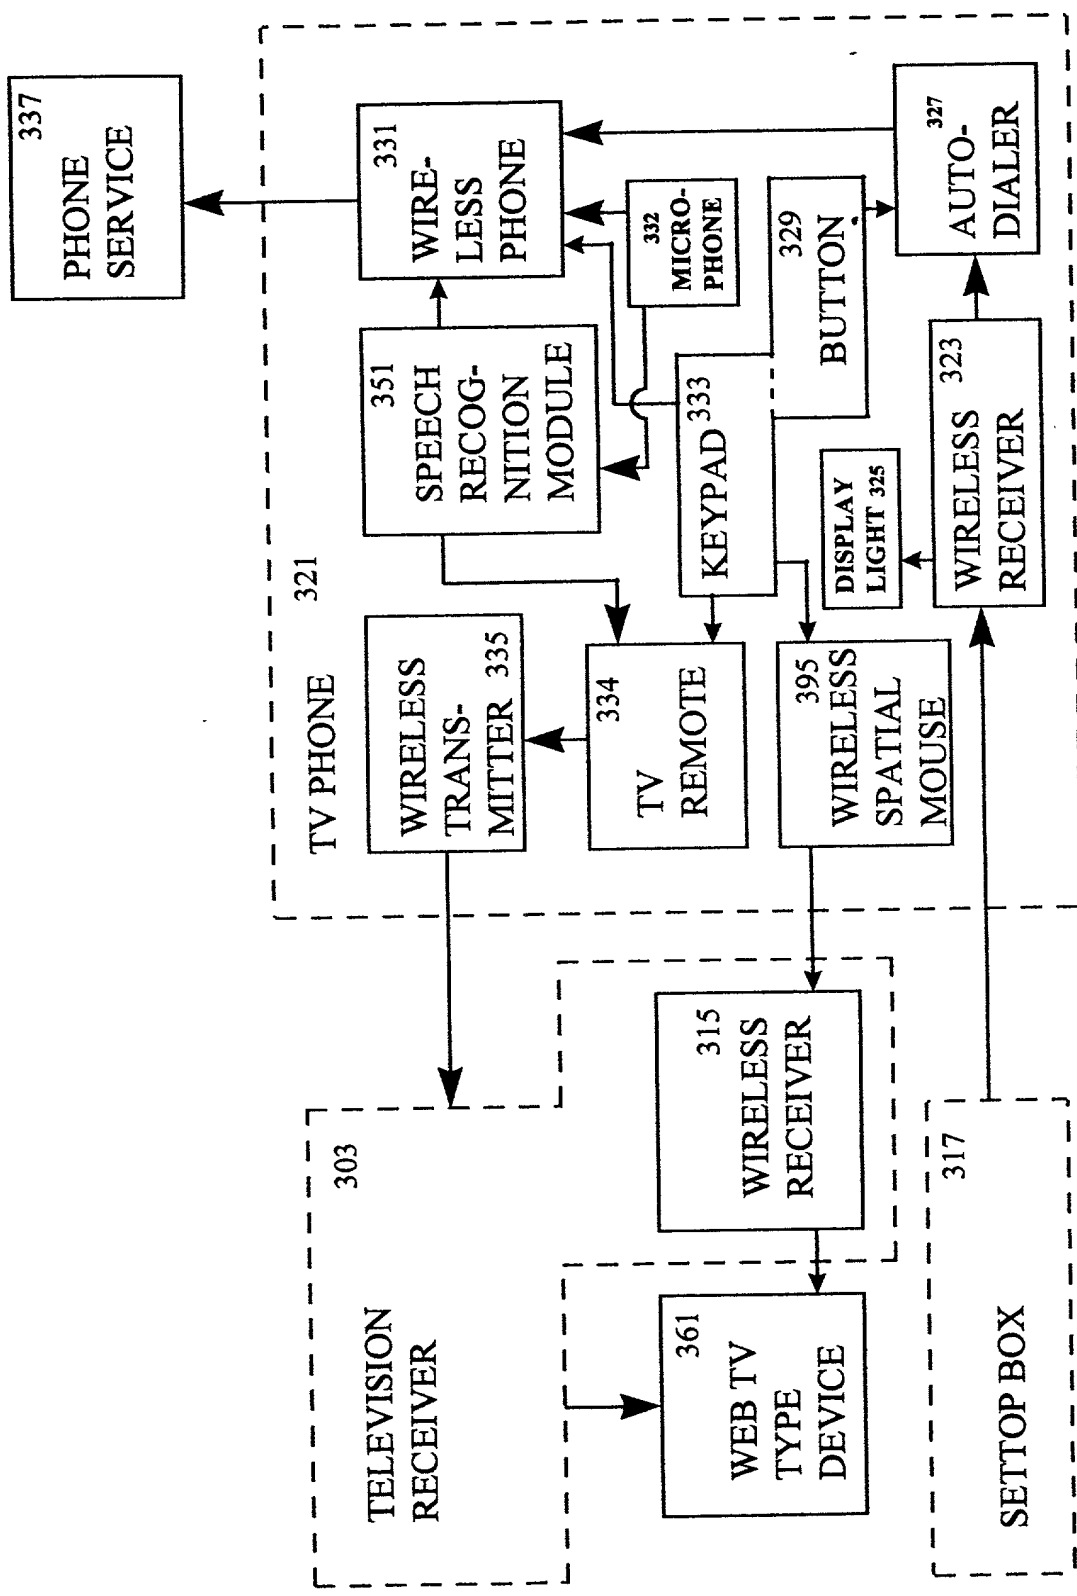 337
PHONE
SERVICE
TV PHONE
321
WIRELESS
TRANS-
MITTER 335
351
SPEECH
RECOG-
NITION
MODULE
331
WIRE-
LESS
PHONE
332
MICRO-
PHONE
334
TV
REMOTE
KEYPAD 333
329
BUTTON
395
WIRELESS
SPATIAL
MOUSE
DISPLAY
LIGHT 325
323
WIRELESS
RECEIVER
327
AUTO-
DIALER
303
TELEVISION
RECEIVER
361
WEB TV
TYPE
DEVICE
315
WIRELESS
RECEIVER
317
SETTOP BOX